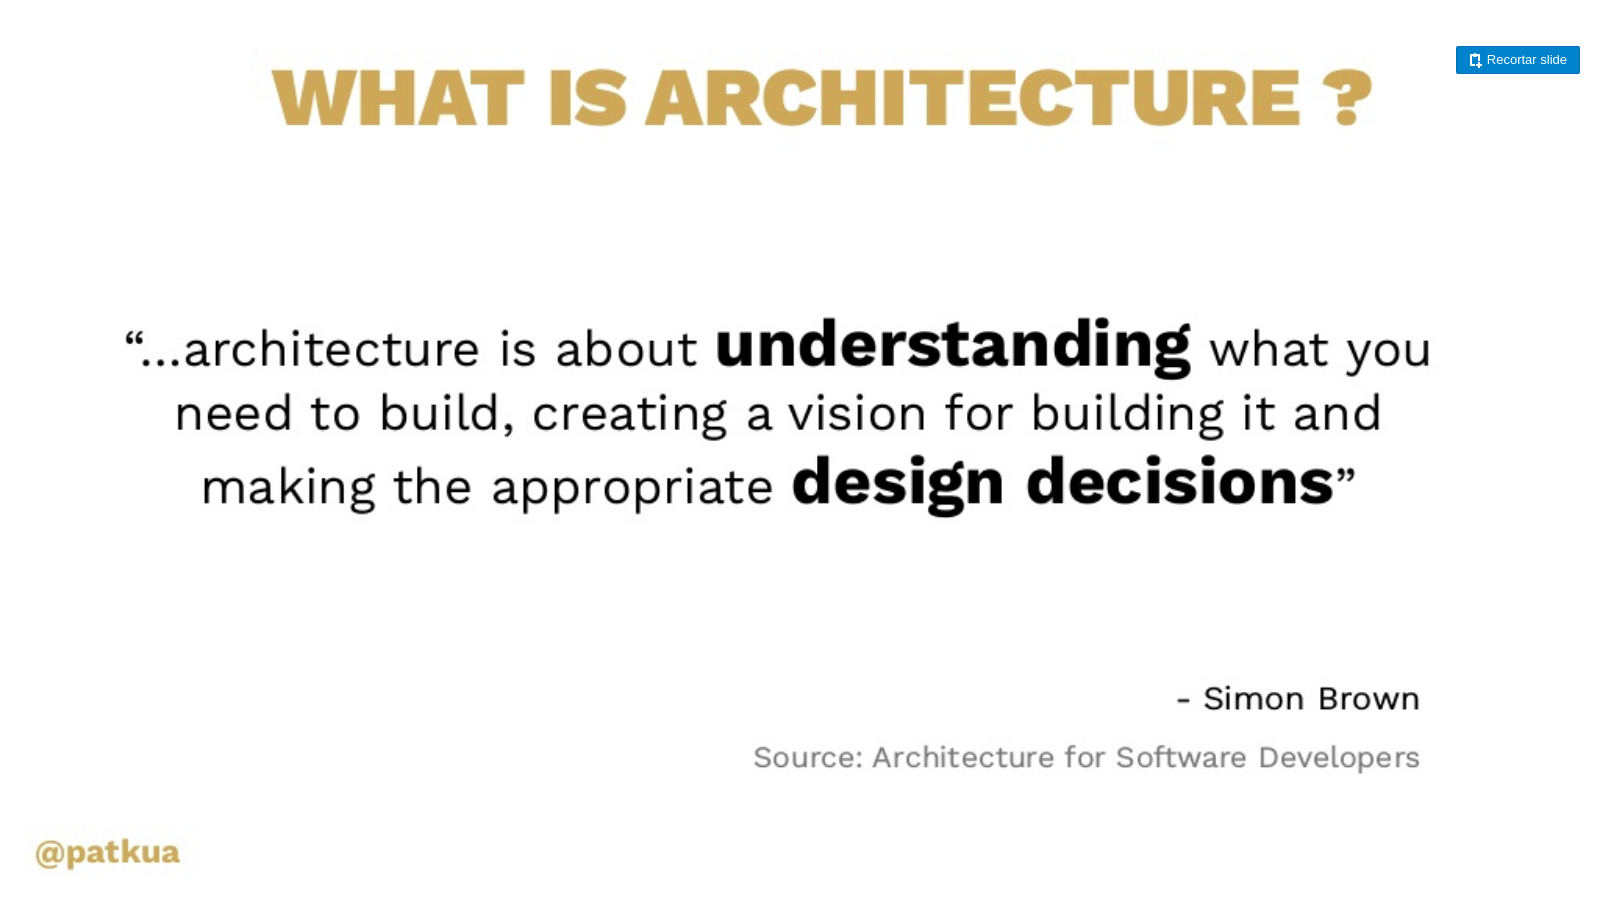 Recortar slide
WHAT IS ARCHITECTURE ?
“...architecture is about understanding what you
need to build, creating a vision for building it and
making the appropriate design decisions”
- Simon Brown
Source: Architecture for Software Developers
@patkua